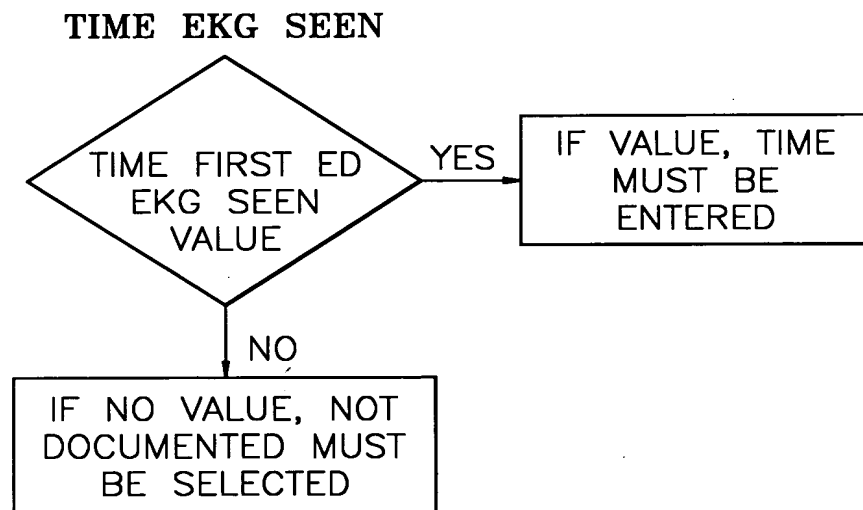 TIME EKG SEEN
TIME FIRST ED
EKG SEEN
VALUE
YES
IF VALUE, TIME
MUST BE
ENTERED
NO
IF NO VALUE, NOT
DOCUMENTED MUST
BE SELECTED